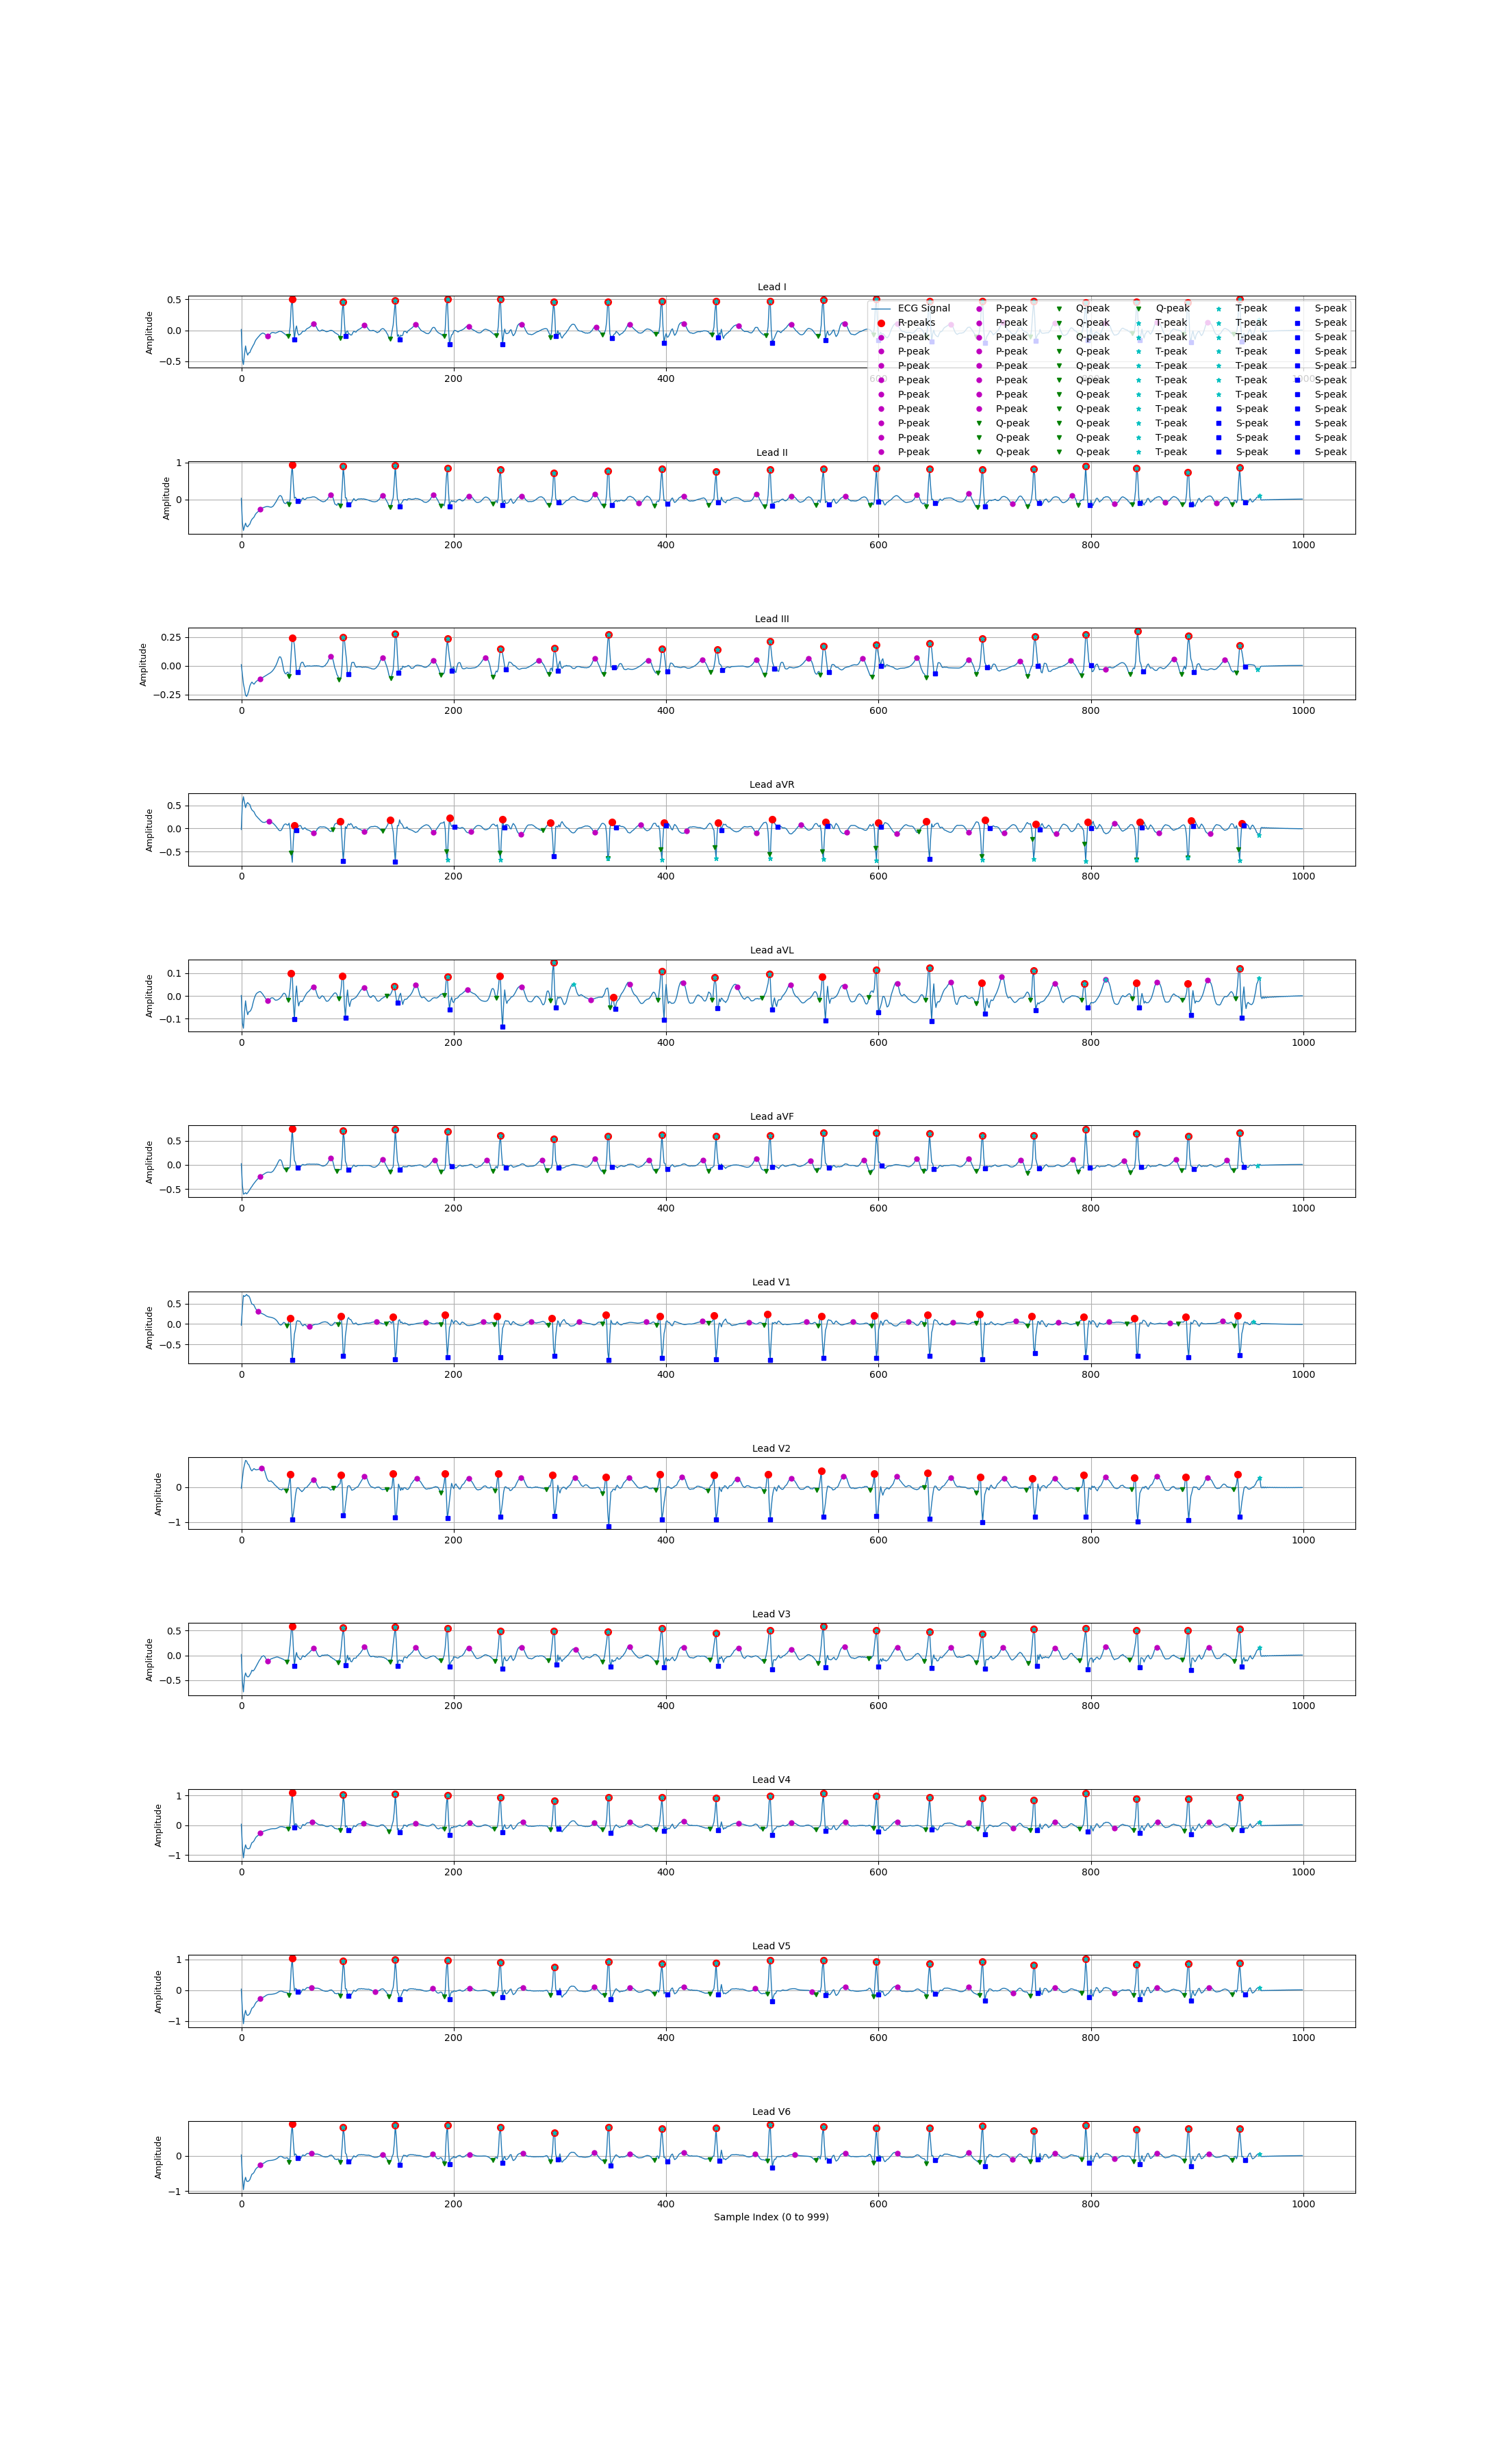 Lead I
Amplitude
0.5
0.0
−0.5
0 200 400 600 800 1000
ECG Signal P-peak Q-peak Q-peak T-peak S-peak
R-peaks P-peak Q-peak T-peak T-peak S-peak
P-peak P-peak Q-peak T-peak T-peak S-peak
P-peak P-peak Q-peak T-peak T-peak S-peak
P-peak P-peak Q-peak T-peak T-peak S-peak
P-peak P-peak Q-peak T-peak T-peak S-peak
P-peak P-peak Q-peak T-peak T-peak S-peak
P-peak P-peak Q-peak T-peak S-peak S-peak
P-peak Q-peak Q-peak T-peak S-peak S-peak
P-peak Q-peak Q-peak T-peak S-peak S-peak
P-peak Q-peak Q-peak T-peak S-peak S-peak
Lead II
Amplitude
1
0
0 200 400 600 800 1000
Lead III
Amplitude
0.25
0.00
−0.25
0 200 400 600 800 1000
Lead aVR
Amplitude
0.5
0.0
−0.5
0 200 400 600 800 1000
Lead aVL
Amplitude
0.1
0.0
−0.1
0 200 400 600 800 1000
Lead aVF
Amplitude
0.5
0.0
−0.5
0 200 400 600 800 1000
Lead V1
Amplitude
0.5
0.0
−0.5
0 200 400 600 800 1000
Lead V2
Amplitude
0
−1
0 200 400 600 800 1000
Lead V3
Amplitude
0.5
0.0
−0.5
0 200 400 600 800 1000
Lead V4
Amplitude
1
0
−1
0 200 400 600 800 1000
Lead V5
Amplitude
1
0
−1
0 200 400 600 800 1000
Lead V6
Amplitude
0
−1
0 200 400 600 800 1000
Sample Index (0 to 999)